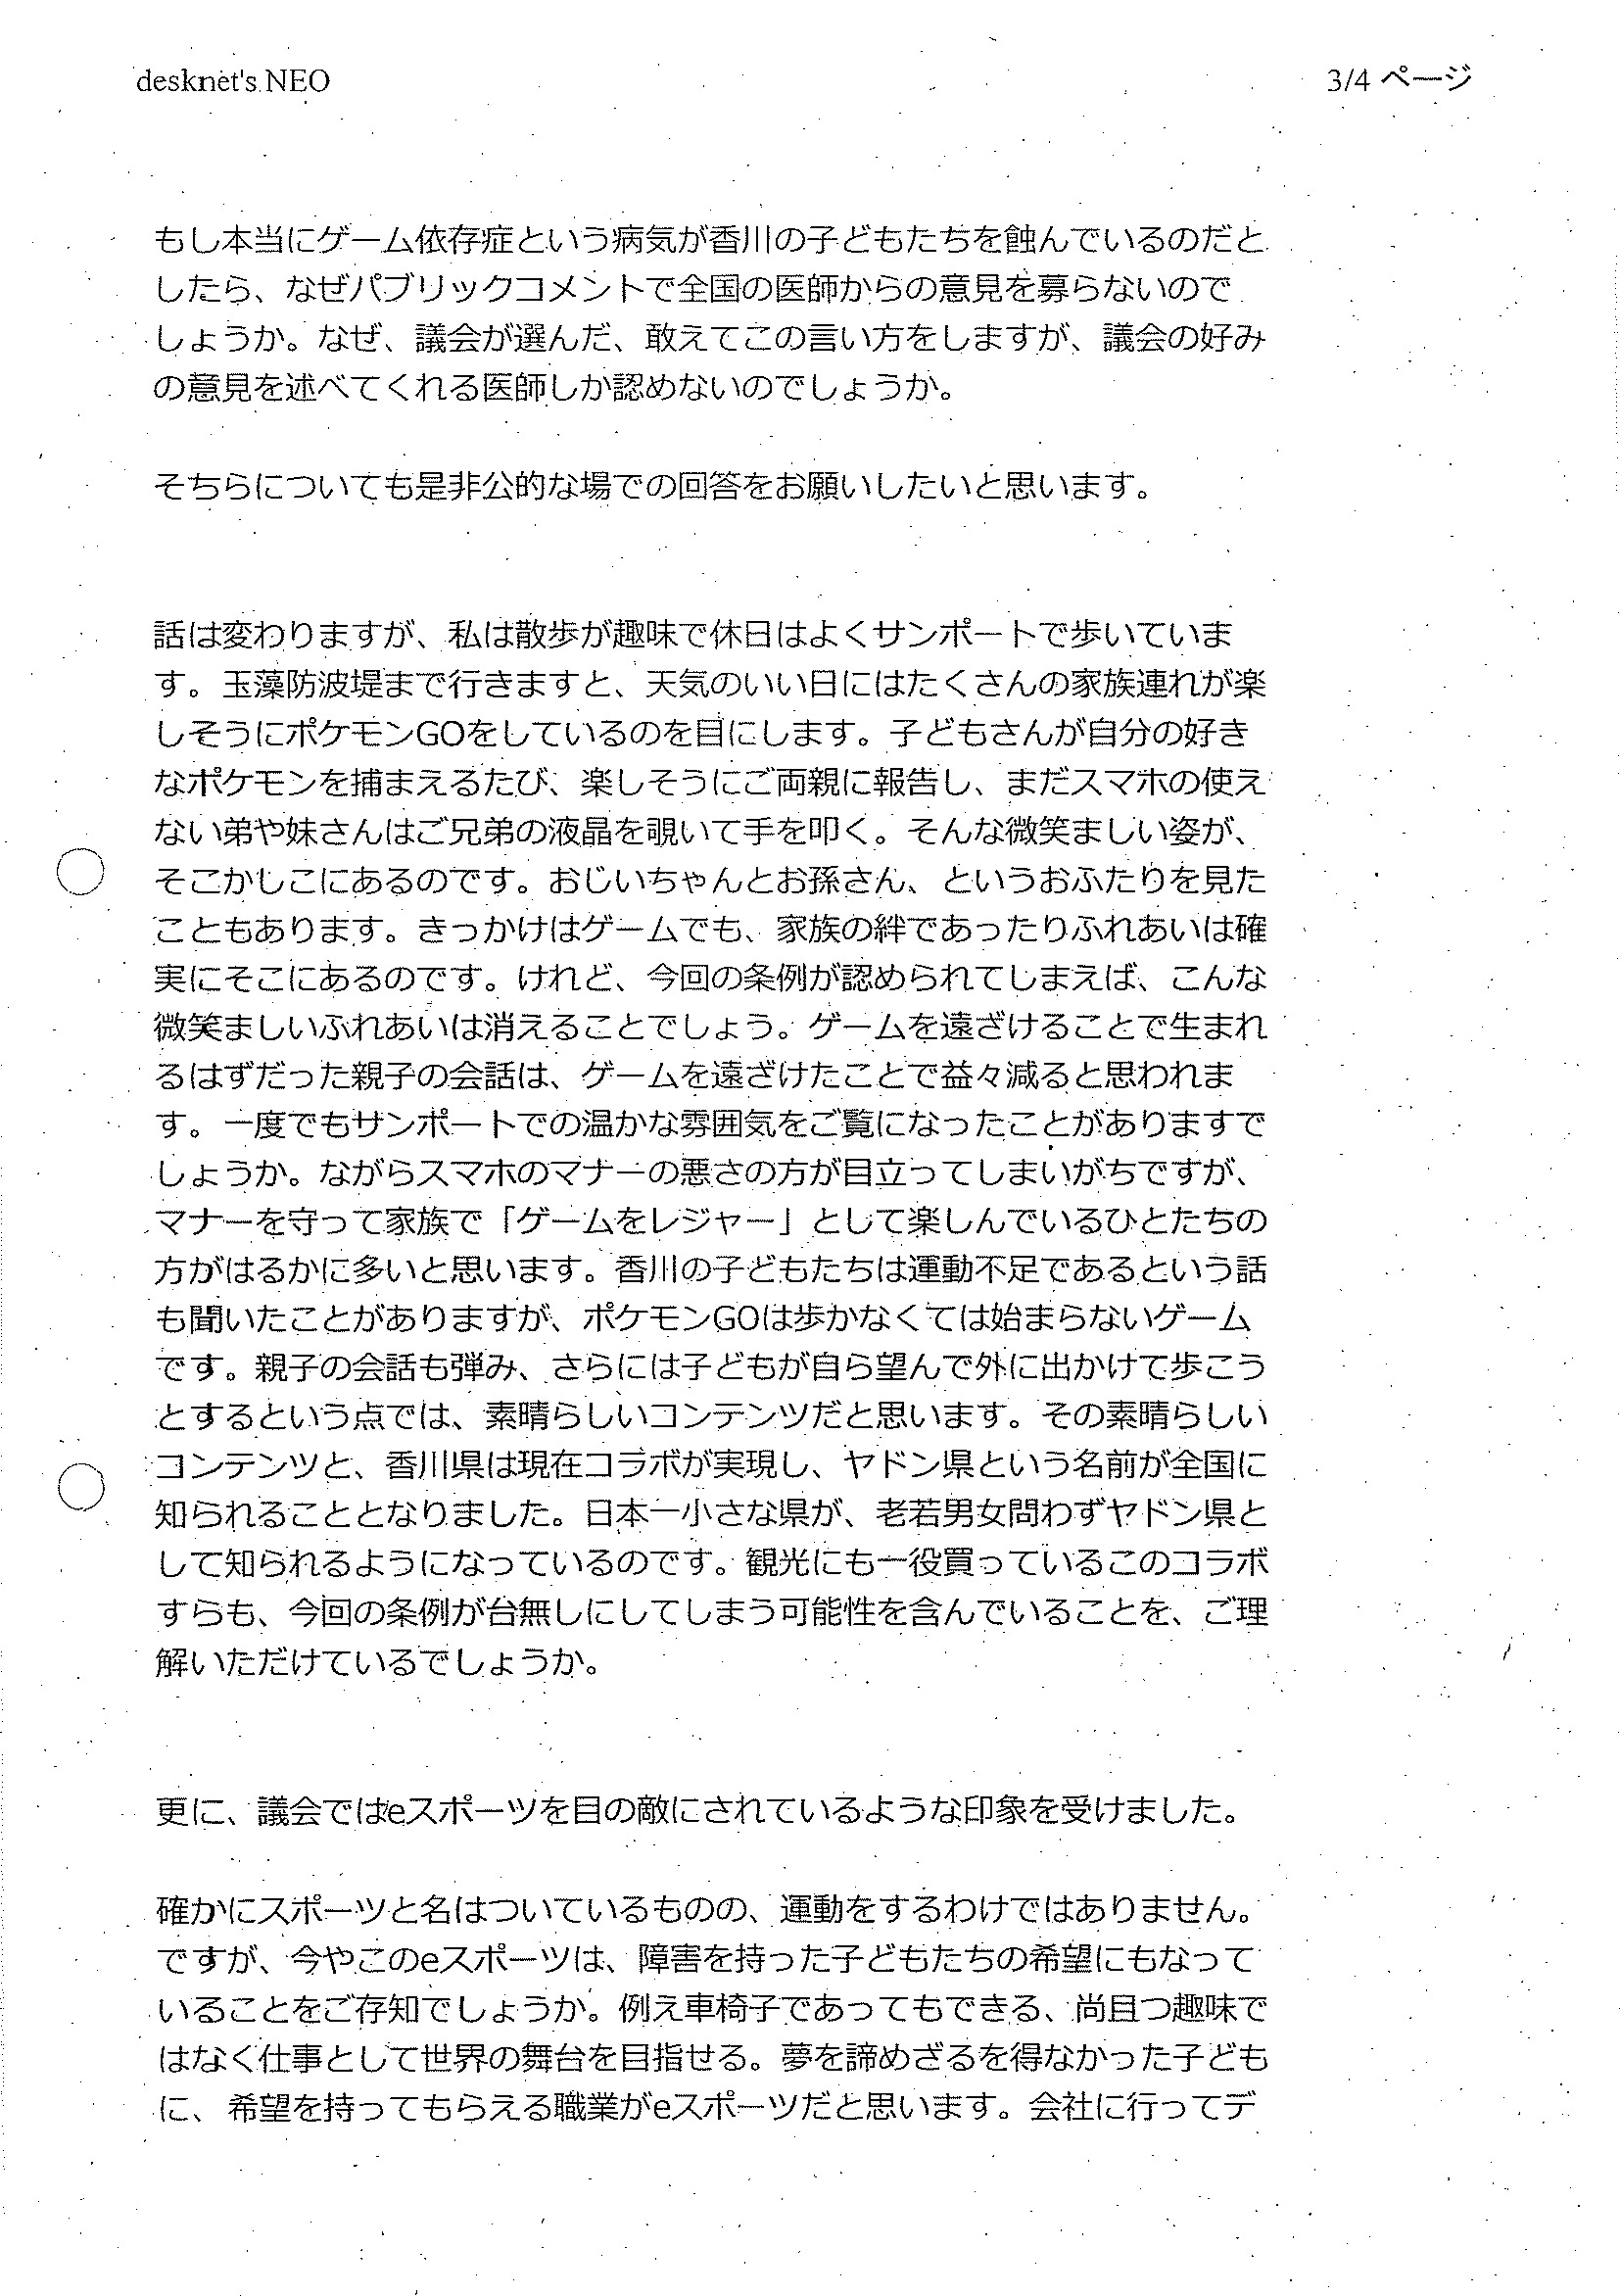 desknet's NEO
3/4 ページ
もし本当にゲーム依存症という病気が香川の子どもたちを蝕んでいるのだと
したら、なぜパブリックコメントで全国の医師からの意見を募らないので
しょうか。なぜ、議会が選んだ、敢えてこの言い方をしますが、議会の好み
の意見を述べてくれる医師しか認めないのでしょうか。
そちらについても是非公的な場での回答をお願いしたいと思います。
話は変わりますが、私は散歩が趣味で休日はよくサンポートで歩いていま
す。玉藻防波堤まで行きますと、天気のいい日にはたくさんの家族連れが楽
しそうにポケモンGOをしているのを目にします。子どもさんが自分の好き
なポケモンを捕まえるたび、楽しそうにご両親に報告し、まだスマホの使え
ない弟や妹さんはご兄弟の液晶を覗いて手を叩く。そんな微笑ましい姿が、
そこかしこにあるのです。おじいちゃんとお孫さん、というおふたりを見た
こともあります。きっかけはゲームでも、家族の絆であったりふれあいは確
実にそこにあるのです。けれど、今回の条例が認められてしまえば、こんな
微笑ましいふれあいは消えることでしょう。ゲームを遠ざけることで生まれ
るはずだった親子の会話は、ゲームを遠ざけたことで益々減ると思われま
す。一度でもサンポートでの温かな雰囲気をご覧になったことがありますで
しょうか。ながらスマホのマナーの悪さの方が目立ってしまいがちですが、
マナーを守って家族で「ゲームをレジャー」として楽しんでいるひとたちの
方がはるかに多いと思います。香川の子どもたちは運動不足であるという話
も聞いたことがありますが、ポケモンGOは歩かなくては始まらないゲーム
です。親子の会話も弾み、さらには子どもが自ら望んで外に出かけて歩こう
とするという点では、素晴らしいコンテンツだと思います。その素晴らしい
コンテンツと、香川県は現在コラボが実現し、ヤドン県という名前が全国に
知られることとなりました。日本一小さな県が、老若男女問わずヤドン県と
して知られるようになっているのです。観光にも一役買っているこのコラボ
すらも、今回の条例が台無しにしてしまう可能性を含んでいることを、ご理
解いただけているでしょうか。
更に、議会ではeスポーツを目の敵にされているような印象を受けました。
確かにスポーツと名はついているものの、運動をするわけではありません。
ですが、今やこのeスポーツは、障害を持った子どもたちの希望にもなって
いることをご存知でしょうか。例え車椅子であってもできる、尚且つ趣味で
はなく仕事として世界の舞台を目指せる。夢を諦めざるを得なかった子ども
に、希望を持ってもらえる職業がeスポーツだと思います。会社に行ってデ